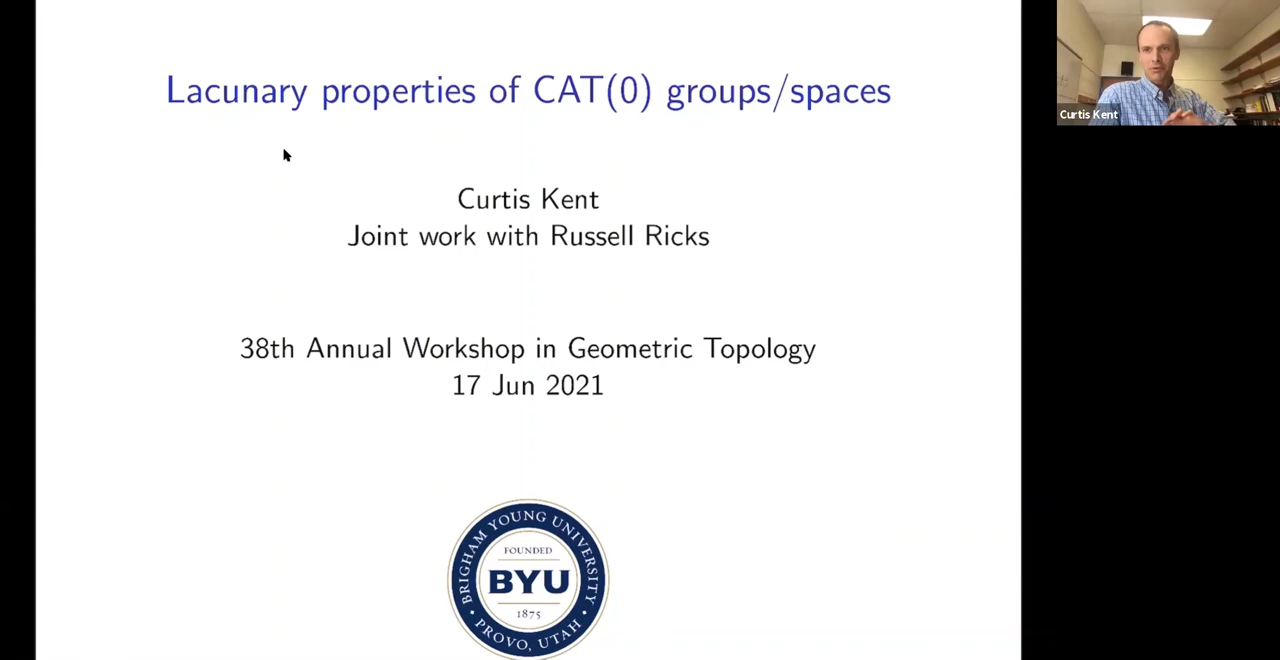 Lacunary properties of CAT(0) groups/spaces
Curtis Kent
Curtis Kent
Joint work with Russell Ricks
38th Annual Workshop in Geometric Topology
17 Jun 2021
BRIGHAM YOUNG UNIVERSITY
FOUNDED
BYU
1875
• PROVO, UTAH •